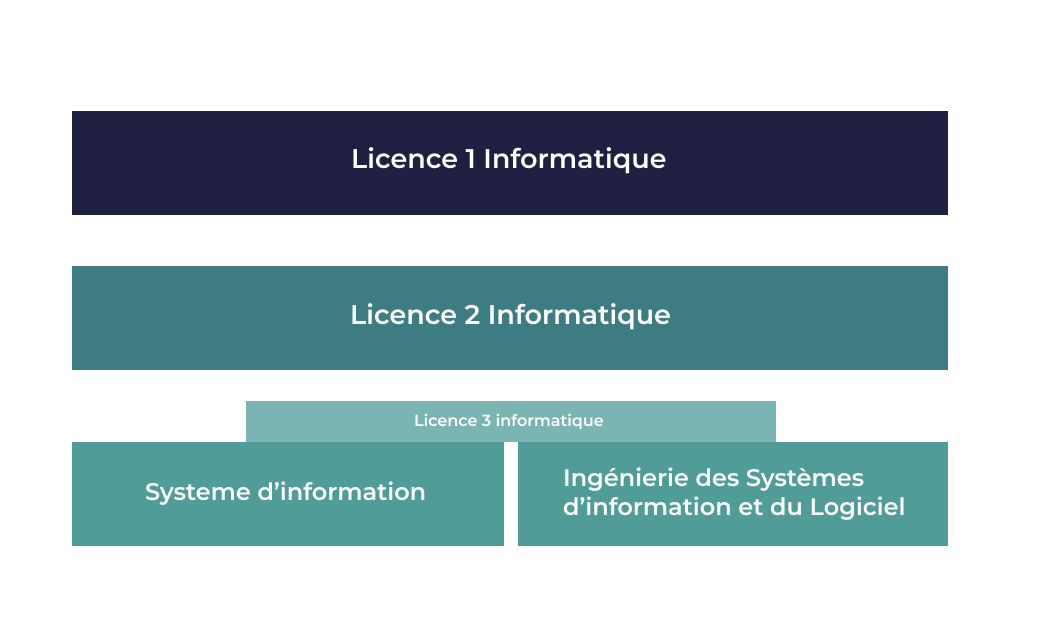 Licence 1 Informatique
Licence 2 Informatique
Licence 3 informatique
Systeme d’information
Ingénierie des Systèmes
d’information et du Logiciel